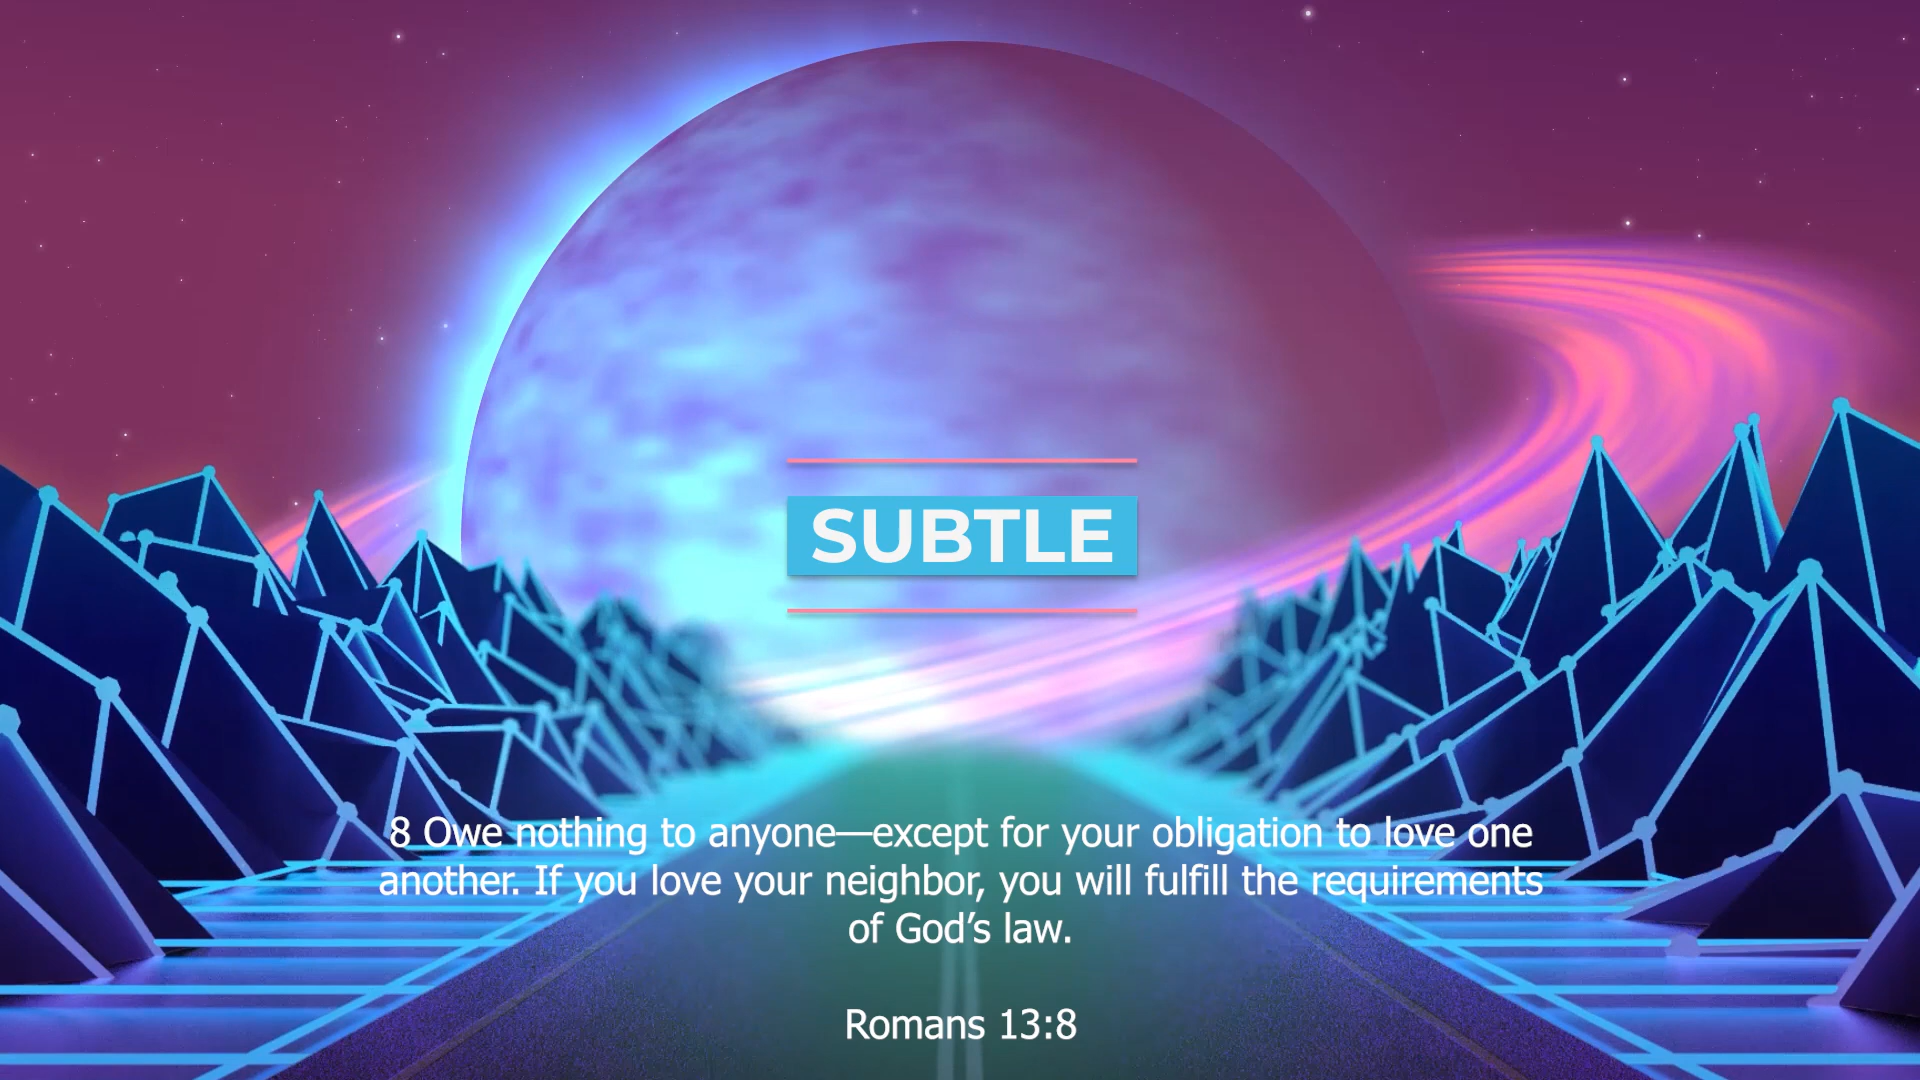 SUBTLE
8 Owe nothing to anyone—except for your obligation to love one
another. If you love your neighbor, you will fulfill the requirements
of God’s law.
Romans 13:8